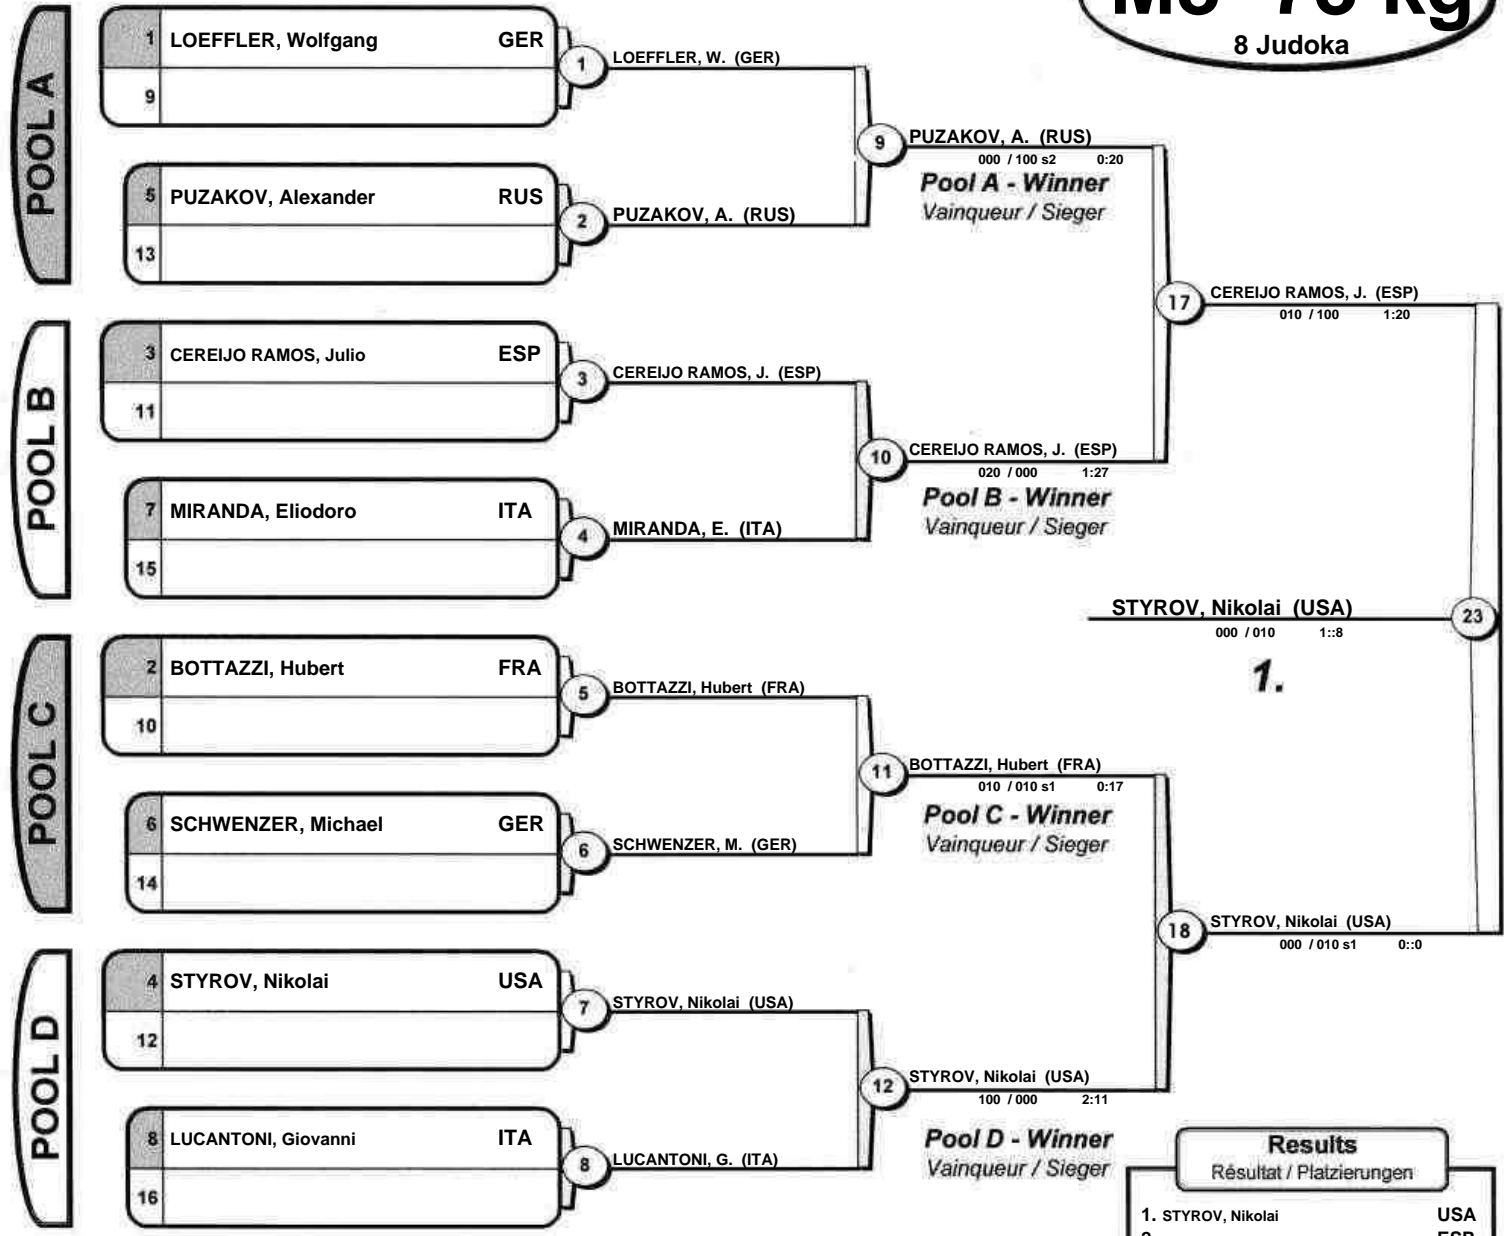 8 Judoka
POOL A
1 LOEFFLER, Wolfgang GER
9
1 LOEFFLER, W. (GER)
5 PUZAKOV, Alexander RUS
13
2 PUZAKOV, A. (RUS)
9 PUZAKOV, A. (RUS)
000 / 100 s2 0:20
Pool A - Winner
Vainqueur / Sieger
POOL B
3 CEREIJO RAMOS, Julio ESP
11
3 CEREIJO RAMOS, J. (ESP)
7 MIRANDA, Eliodoro ITA
15
4 MIRANDA, E. (ITA)
10 CEREIJO RAMOS, J. (ESP)
020 / 000 1:27
Pool B - Winner
Vainqueur / Sieger
17 CEREIJO RAMOS, J. (ESP)
010 / 100 1:20
STYROV, Nikolai (USA) 23
000 / 010 1::8
1.
POOL C
2 BOTTAZZI, Hubert FRA
10
5 BOTTAZZI, Hubert (FRA)
6 SCHWENZER, Michael GER
14
6 SCHWENZER, M. (GER)
11 BOTTAZZI, Hubert (FRA)
010 / 010 s1 0:17
Pool C - Winner
Vainqueur / Sieger
18 STYROV, Nikolai (USA)
000 / 010 s1 0::0
POOL D
4 STYROV, Nikolai USA
12
7 STYROV, Nikolai (USA)
8 LUCANTONI, Giovanni ITA
16
8 LUCANTONI, G. (ITA)
12 STYROV, Nikolai (USA)
100 / 000 2:11
Pool D - Winner
Vainqueur / Sieger
Results
Résultat / Platzierungen
1. STYROV, Nikolai USA